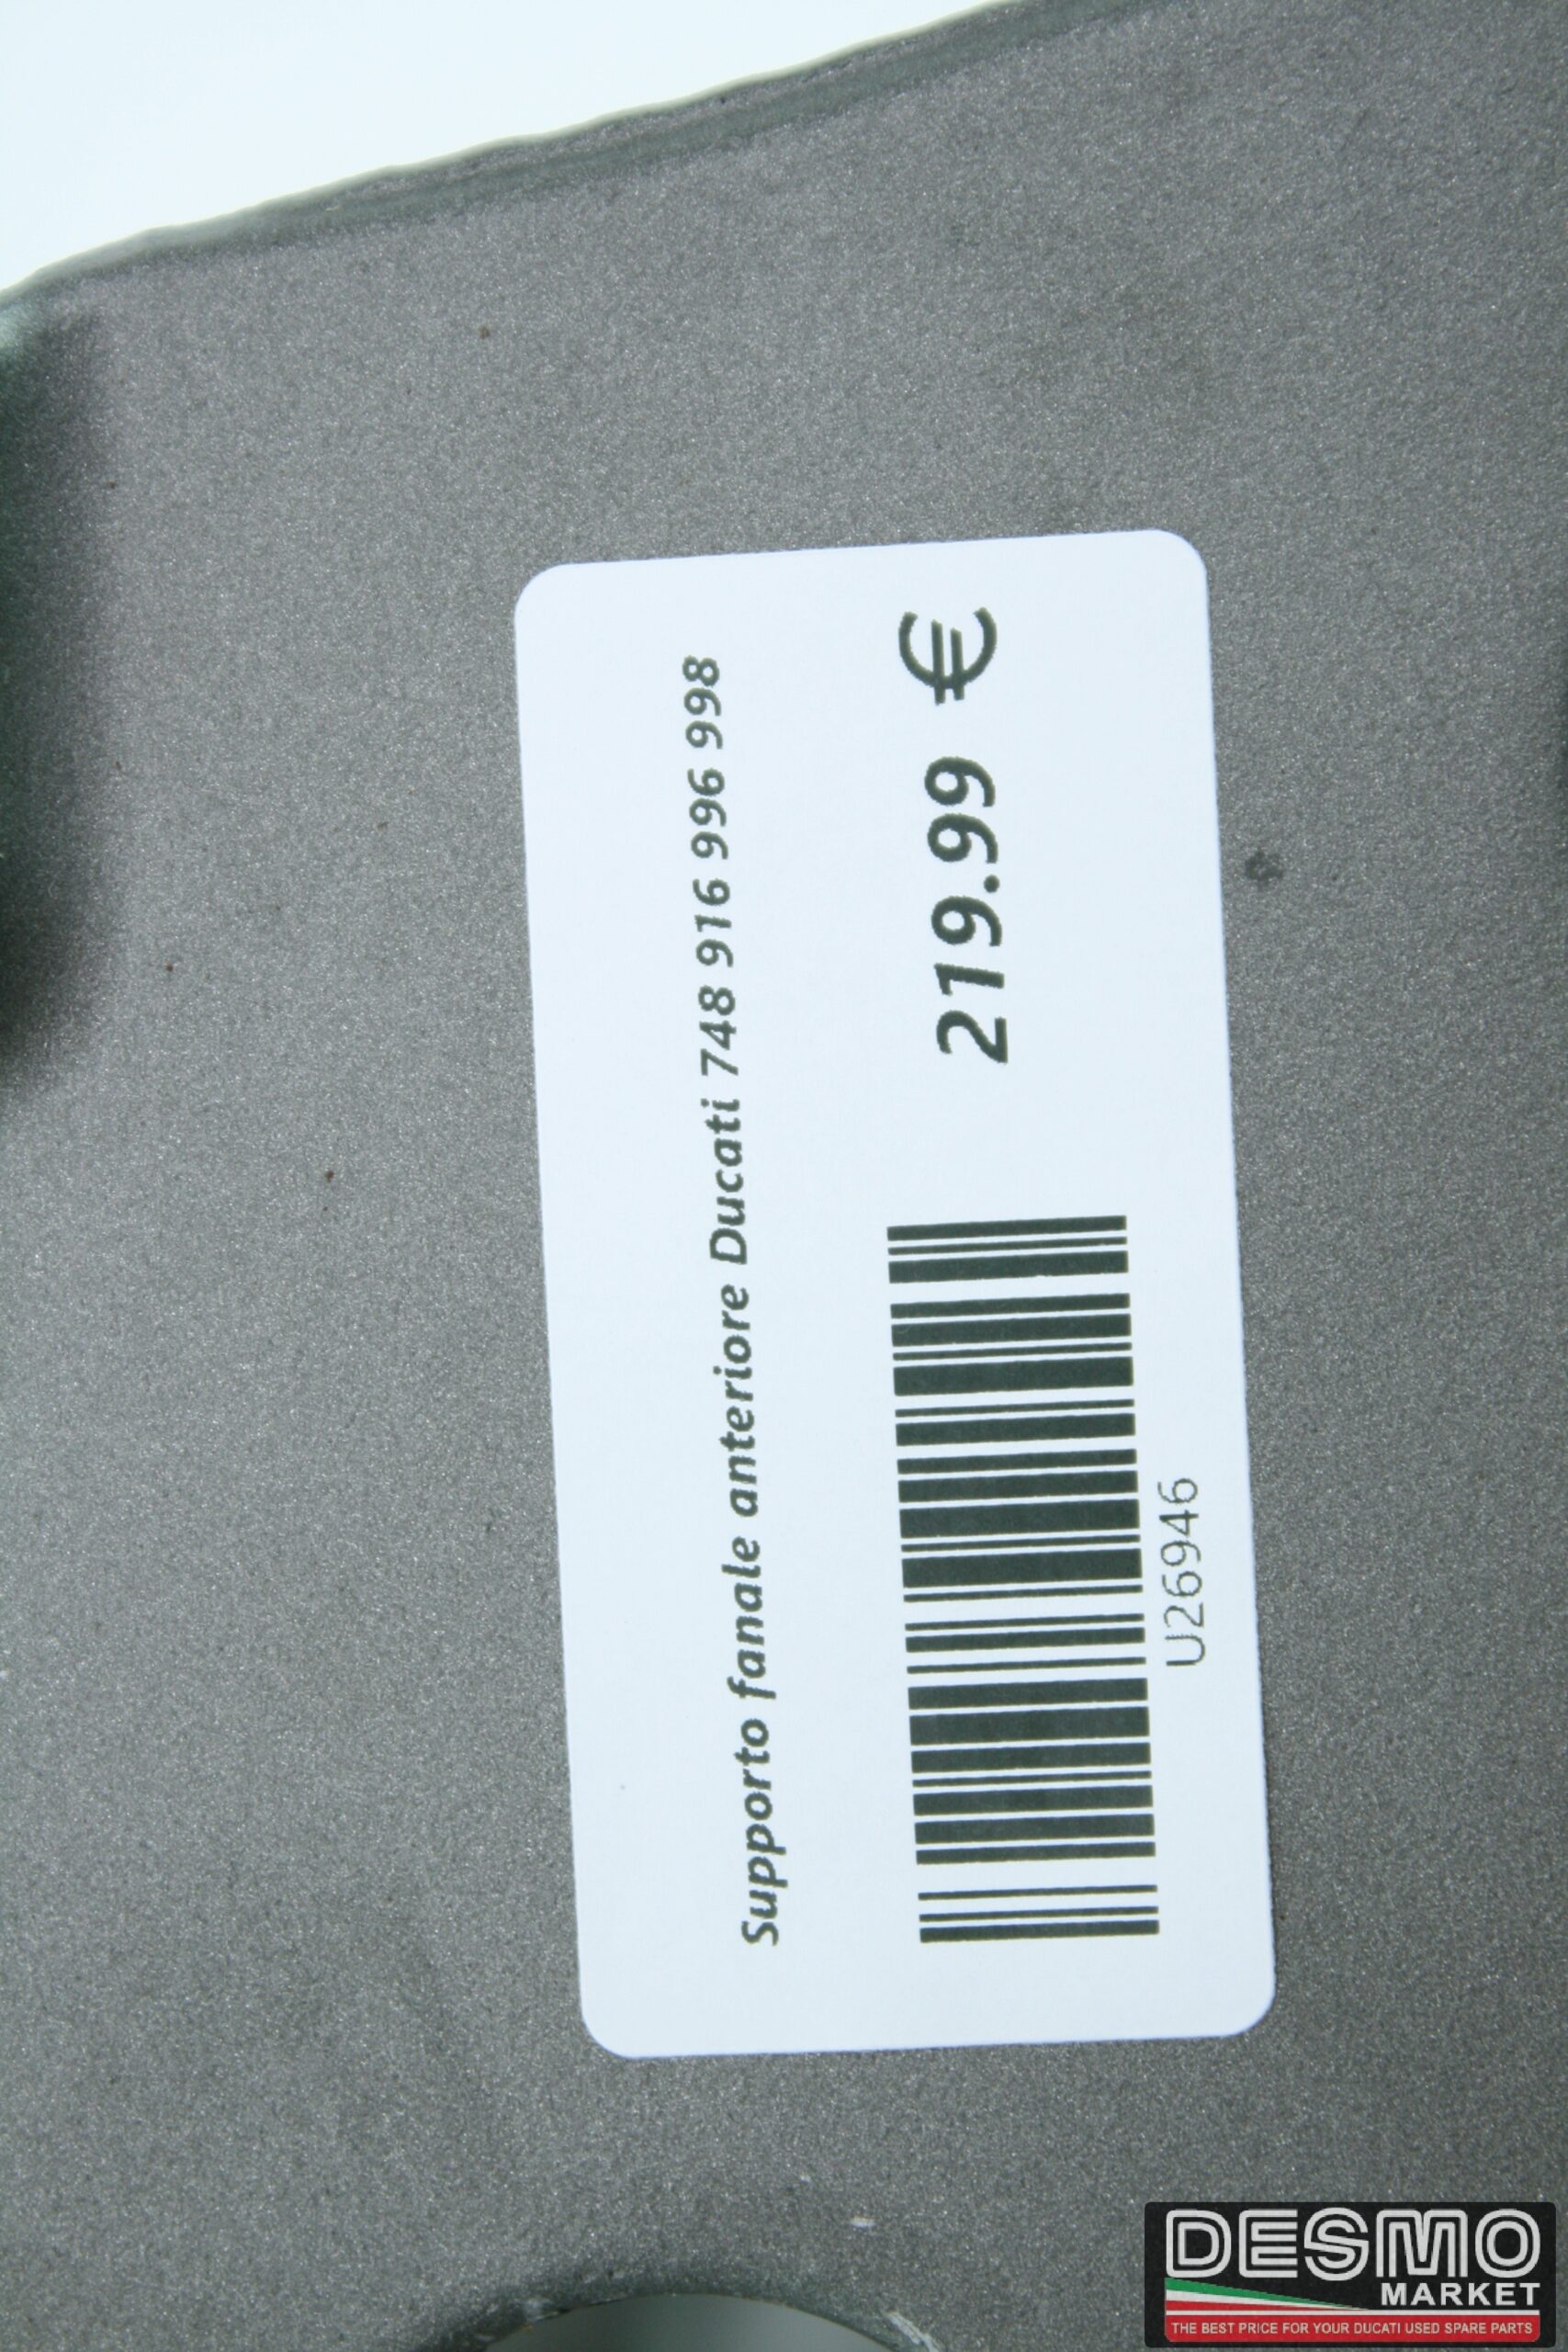 Supporto fanale anteriore Ducati 748 916 996 998
219.99 €
U26946
DESMO
MARKET
THE BEST PRICE FOR YOUR DUCATI USED SPARE PARTS